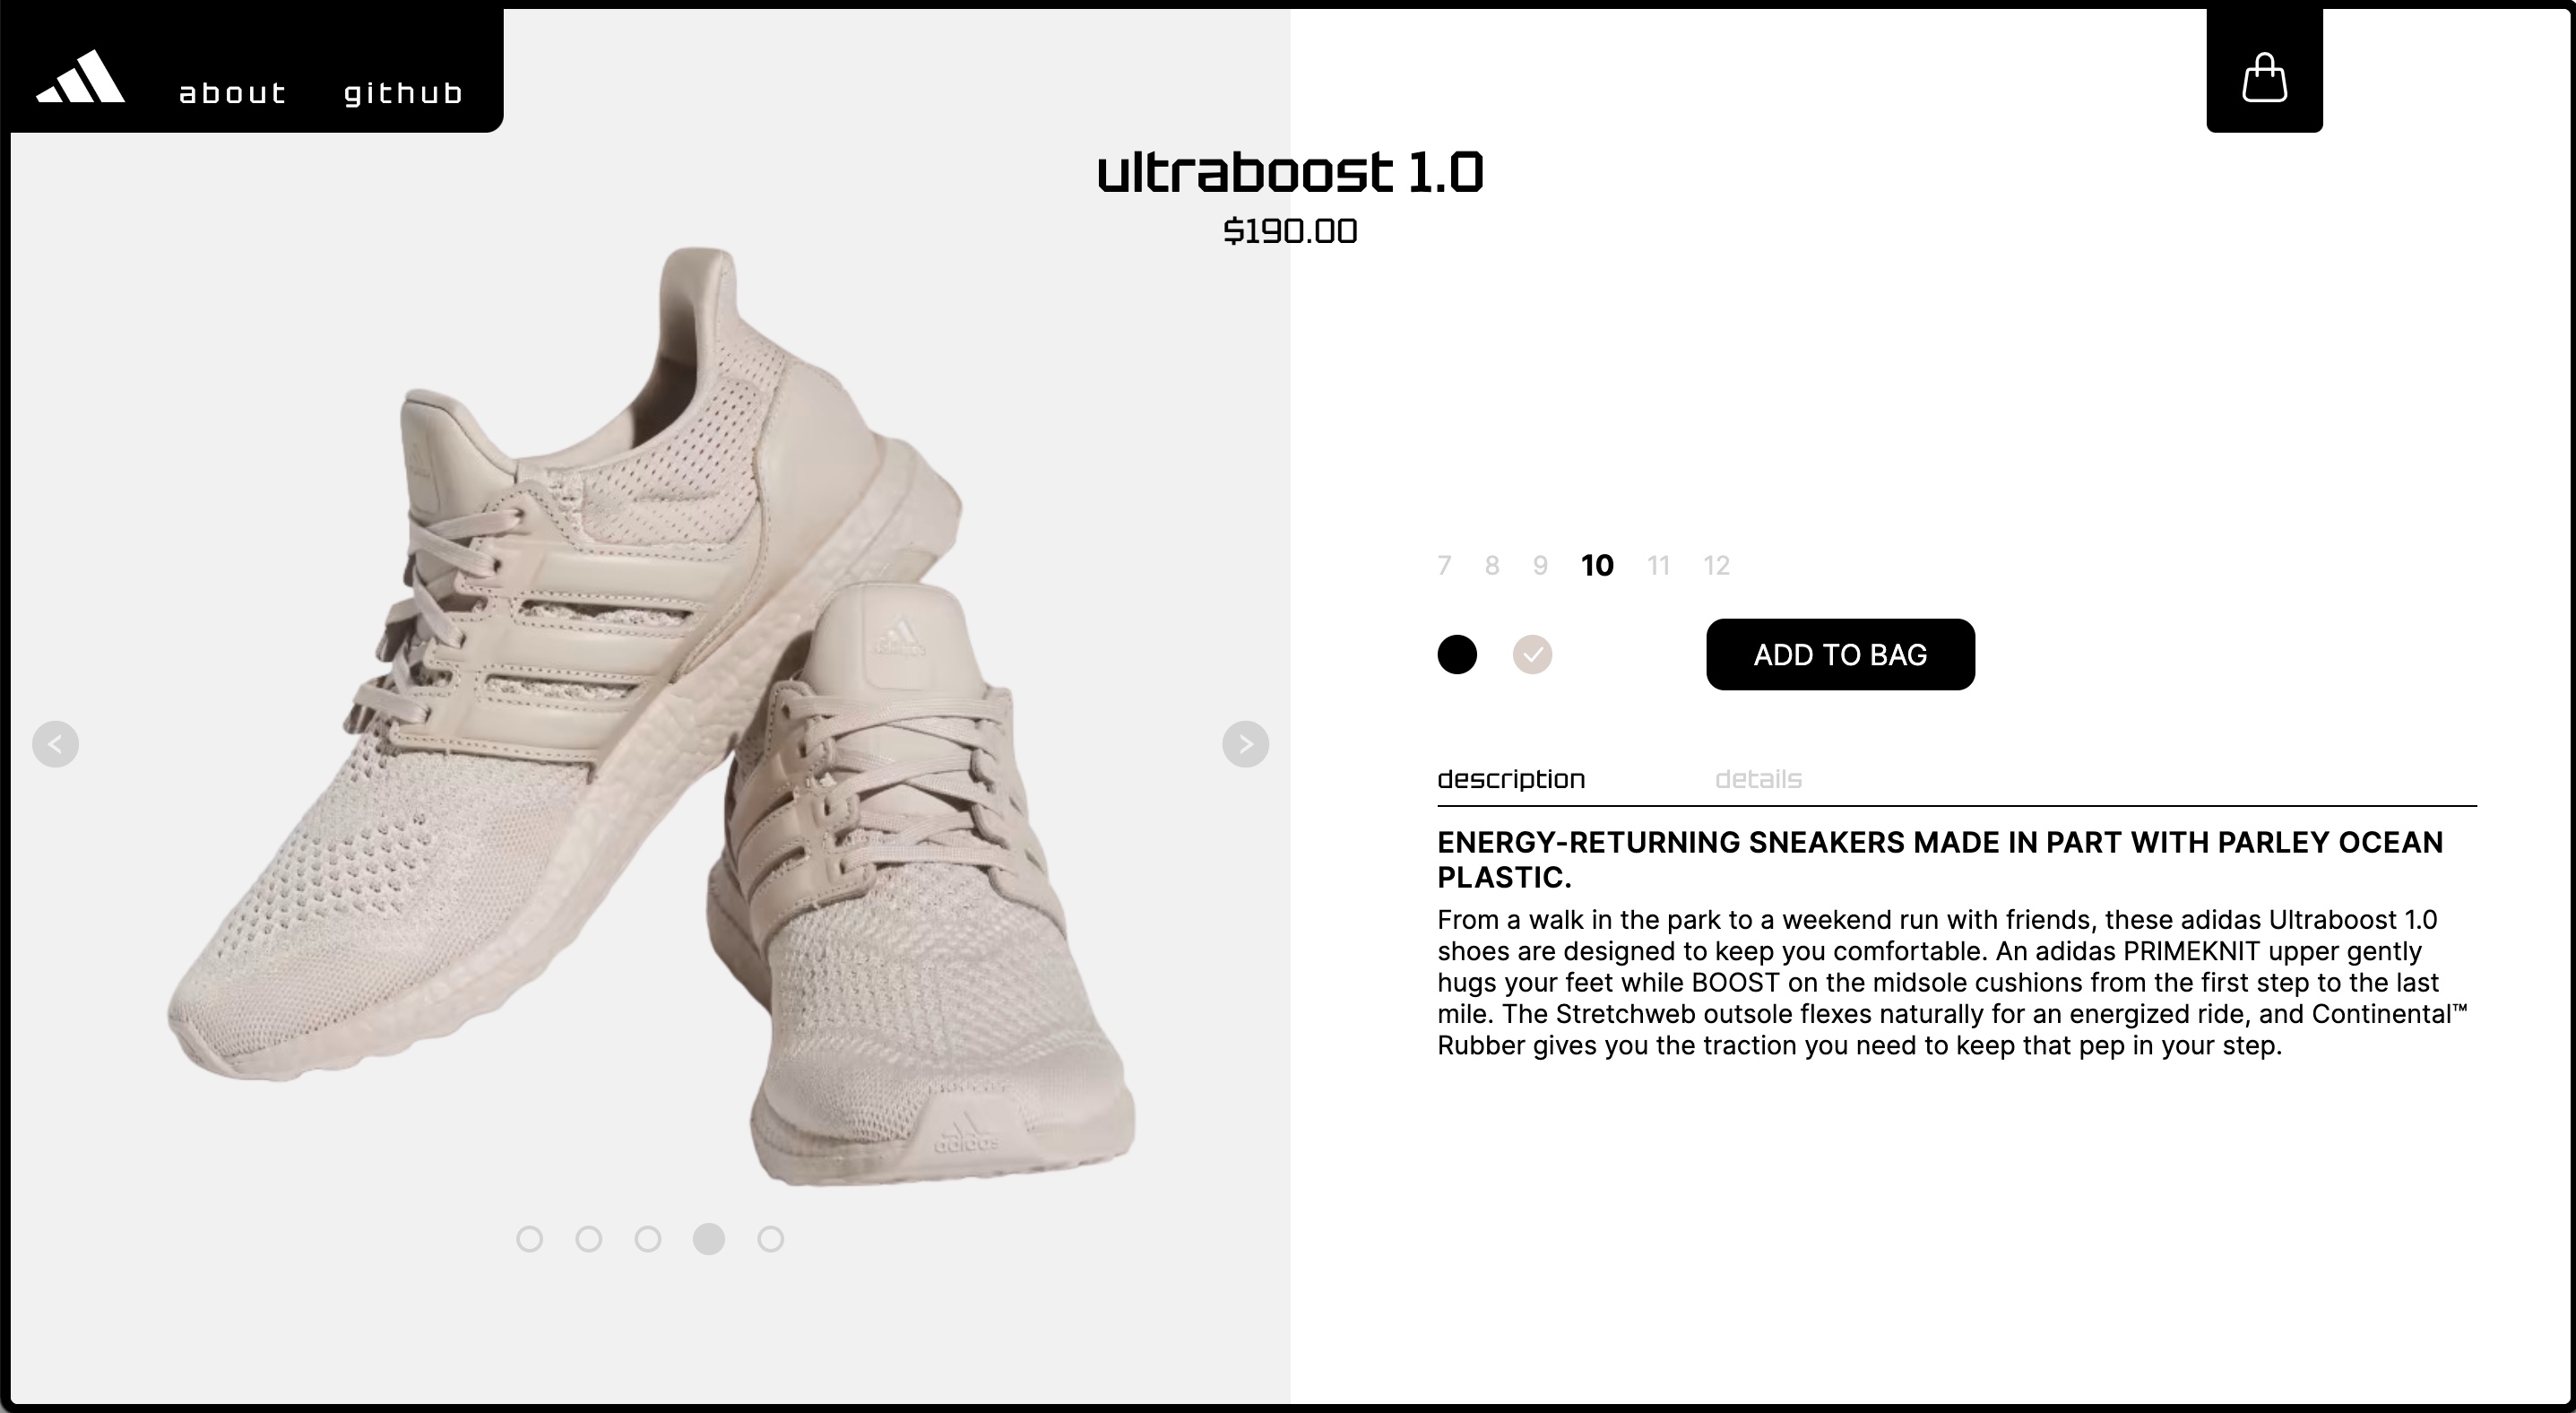 about github
ultraboost 1.0
$190.00
7 8 9 10 11 12
ADD TO BAG
description details
ENERGY-RETURNING SNEAKERS MADE IN PART WITH PARLEY OCEAN
PLASTIC.
From a walk in the park to a weekend run with friends, these adidas Ultraboost 1.0
shoes are designed to keep you comfortable. An adidas PRIMEKNIT upper gently
hugs your feet while BOOST on the midsole cushions from the first step to the last
mile. The Stretchweb outsole flexes naturally for an energized ride, and Continental™
Rubber gives you the traction you need to keep that pep in your step.
adidas
adidas